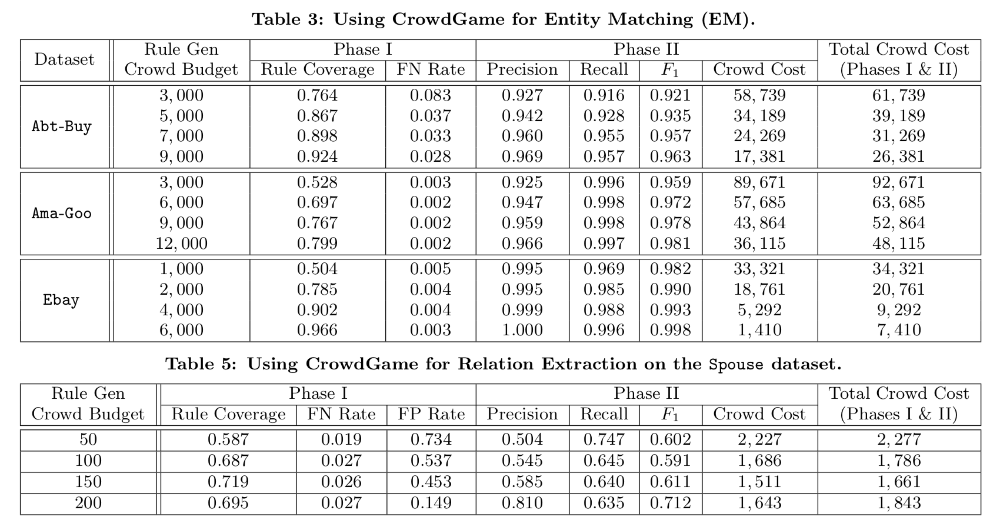 Table 3: Using CrowdGame for Entity Matching (EM).
Dataset Rule Gen Crowd Budget Phase I Phase II Total Crowd Cost (Phases I & II)
Rule Coverage FN Rate Precision Recall F1 Crowd Cost
Abt-Buy
3,000 0.764 0.083 0.927 0.916 0.921 58,739 61,739
5,000 0.867 0.037 0.942 0.928 0.935 34,189 39,189
7,000 0.898 0.033 0.960 0.955 0.957 24,269 31,269
9,000 0.924 0.028 0.969 0.957 0.963 17,381 26,381
Ama-Goo
3,000 0.528 0.003 0.925 0.996 0.959 89,671 92,671
6,000 0.697 0.002 0.947 0.998 0.972 57,685 63,685
9,000 0.767 0.002 0.959 0.998 0.978 43,864 52,864
12,000 0.799 0.002 0.966 0.997 0.981 36,115 48,115
Ebay
1,000 0.504 0.005 0.995 0.969 0.982 33,321 34,321
2,000 0.785 0.004 0.995 0.985 0.990 18,761 20,761
4,000 0.902 0.004 0.999 0.988 0.993 5,292 9,292
6,000 0.966 0.003 1.000 0.996 0.998 1,410 7,410
Table 5: Using CrowdGame for Relation Extraction on the Spouse dataset.
Rule Gen Crowd Budget Phase I Phase II Total Crowd Cost (Phases I & II)
Rule Coverage FN Rate FP Rate Precision Recall F1 Crowd Cost
50 0.587 0.019 0.734 0.504 0.747 0.602 2,227 2,277
100 0.687 0.027 0.537 0.545 0.645 0.591 1,686 1,786
150 0.719 0.026 0.453 0.585 0.640 0.611 1,511 1,661
200 0.695 0.027 0.149 0.810 0.635 0.712 1,643 1,843